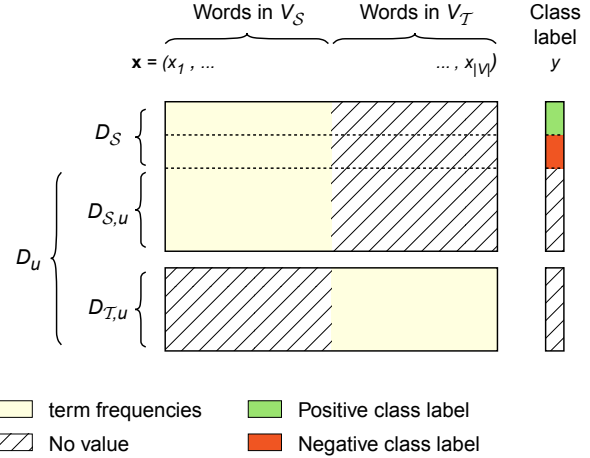 Words in V_S Words in V_T Class label
x = (x_1 , ... ... , x_|V|) y
D_S
D_S,u
D_u
D_T,u
term frequencies Positive class label
No value Negative class label